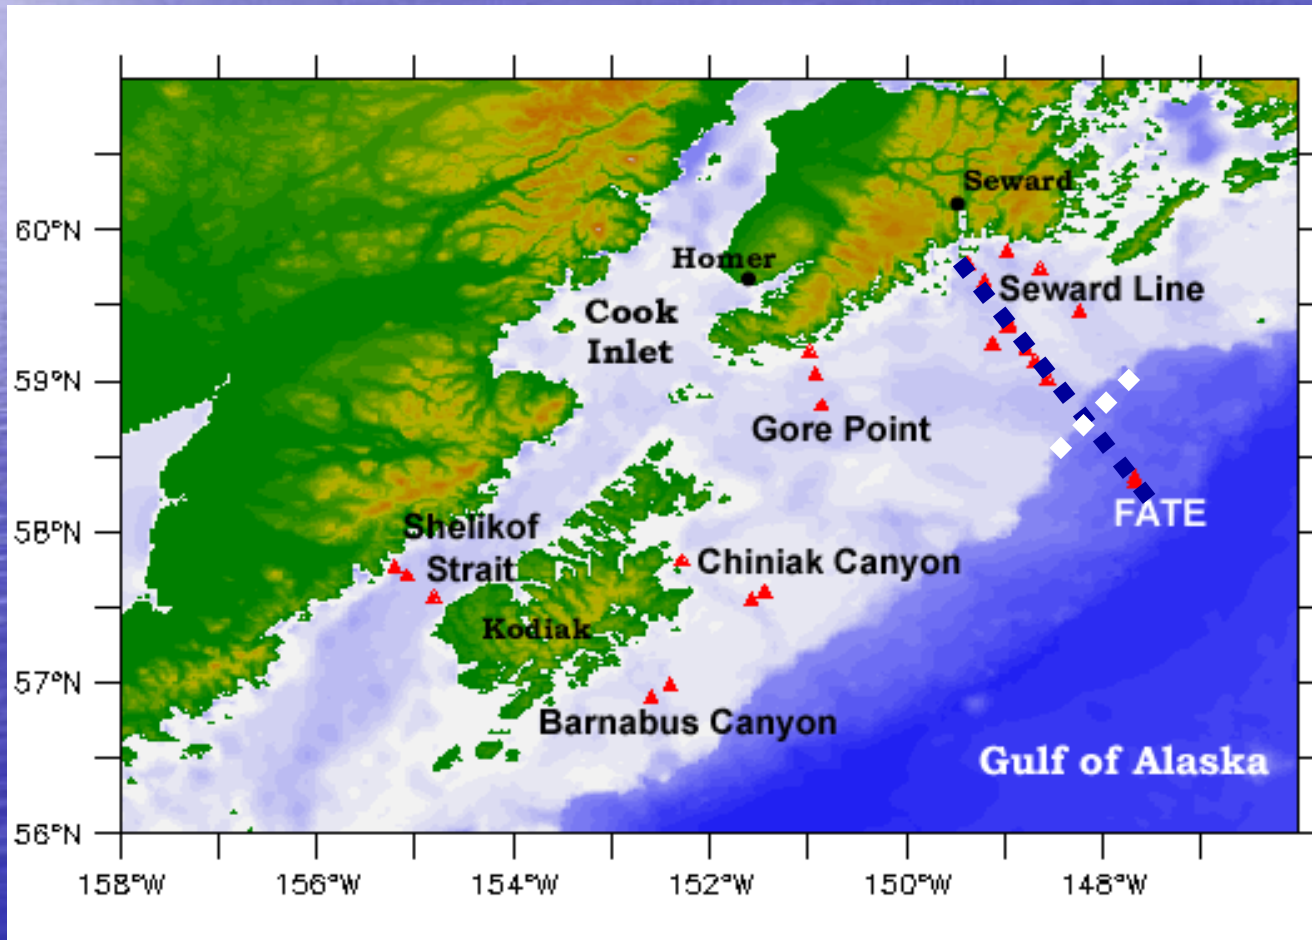 Seward
60°N
Homer
Seward Line
Cook
Inlet
59°N
Gore Point
58°N
Shelikof
Strait
FATE
Chiniak Canyon
Kodiak
57°N
Barnabus Canyon
Gulf of Alaska
56°N
158°W 156°W 154°W 152°W 150°W 148°W